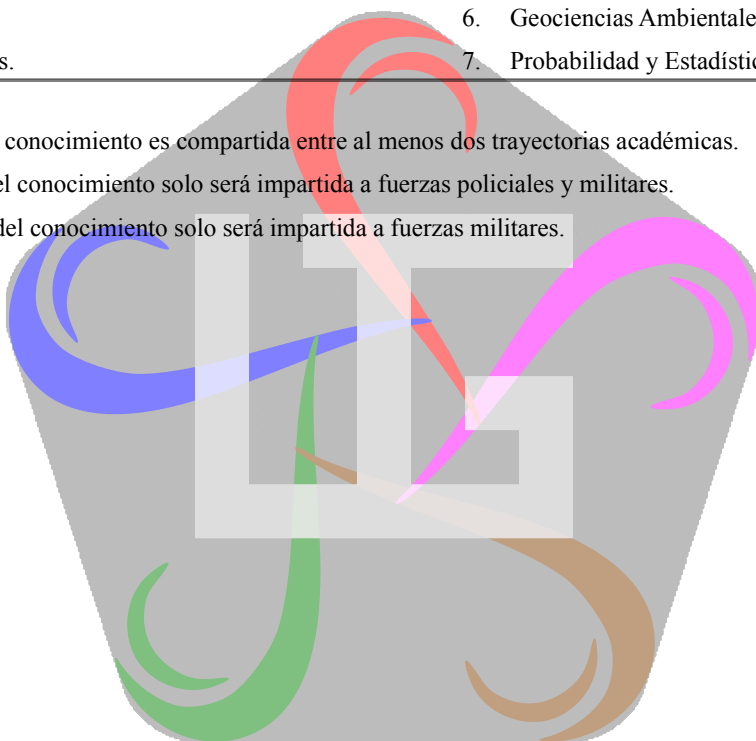 6. Geociencias Ambientale
s.
7. Probabilidad y Estadístic
conocimiento es compartida entre al menos dos trayectorias académicas.
el conocimiento solo será impartida a fuerzas policiales y militares.
del conocimiento solo será impartida a fuerzas militares.
LTG